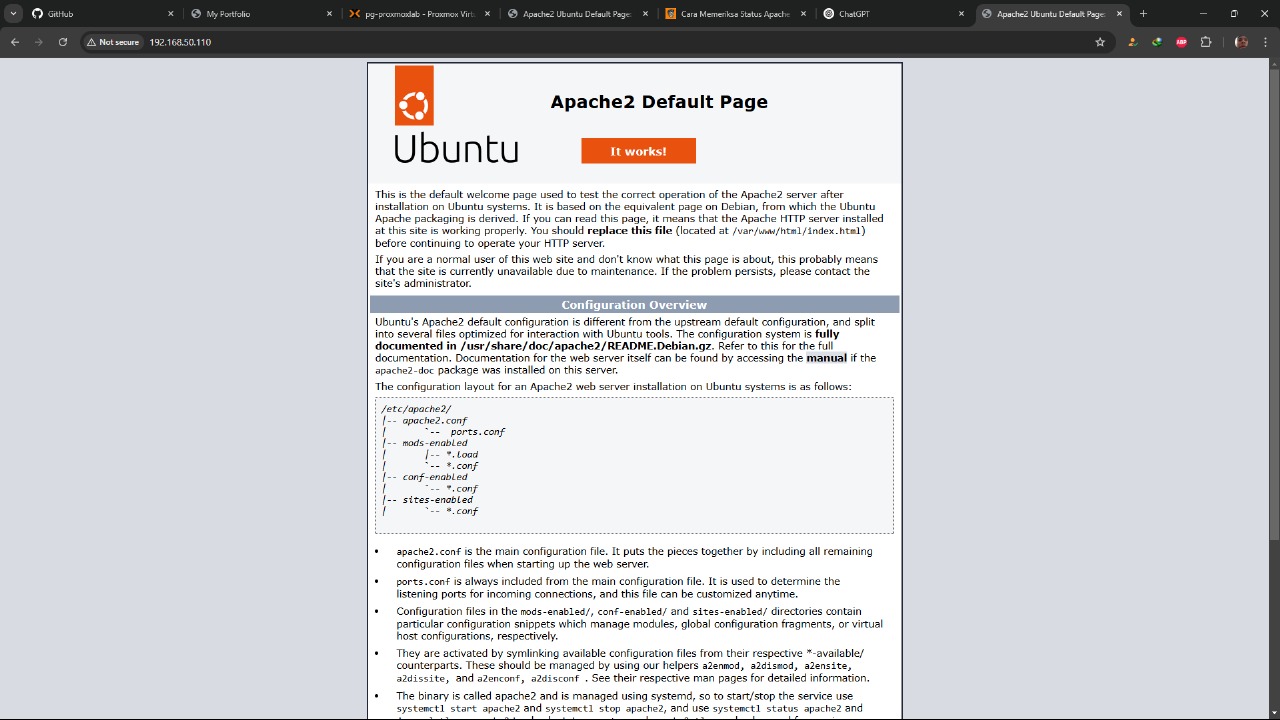 GitHub
My Portfolio
pg-proxmoxlab - Proxmox Virtu
Apache2 Ubuntu Default Page:
Cara Memeriksa Status Apache
ChatGPT
Apache2 Ubuntu Default Page:
Not secure
192.168.50.110
ABP
Apache2 Default Page
Ubuntu
It works!
This is the default welcome page used to test the correct operation of the Apache2 server after
installation on Ubuntu systems. It is based on the equivalent page on Debian, from which the Ubuntu
Apache packaging is derived. If you can read this page, it means that the Apache HTTP server installed
at this site is working properly. You should replace this file (located at /var/www/html/index.html)
before continuing to operate your HTTP server.
If you are a normal user of this web site and don't know what this page is about, this probably means
that the site is currently unavailable due to maintenance. If the problem persists, please contact the
site's administrator.
Configuration Overview
Ubuntu's Apache2 default configuration is different from the upstream default configuration, and split
into several files optimized for interaction with Ubuntu tools. The configuration system is fully
documented in /usr/share/doc/apache2/README.Debian.gz. Refer to this for the full
documentation. Documentation for the web server itself can be found by accessing the manual if the
apache2-doc package was installed on this server.
The configuration layout for an Apache2 web server installation on Ubuntu systems is as follows:
/etc/apache2/
|-- apache2.conf
|       `--  ports.conf
|-- mods-enabled
|       |-- *.load
|       `-- *.conf
|-- conf-enabled
|       `-- *.conf
|-- sites-enabled
|       `-- *.conf
• apache2.conf is the main configuration file. It puts the pieces together by including all remaining
configuration files when starting up the web server.
• ports.conf is always included from the main configuration file. It is used to determine the
listening ports for incoming connections, and this file can be customized anytime.
• Configuration files in the mods-enabled/, conf-enabled/ and sites-enabled/ directories contain
particular configuration snippets which manage modules, global configuration fragments, or virtual
host configurations, respectively.
• They are activated by symlinking available configuration files from their respective *-available/
counterparts. These should be managed by using our helpers a2enmod, a2dismod, a2ensite,
a2dissite, and a2enconf, a2disconf . See their respective man pages for detailed information.
• The binary is called apache2 and is managed using systemd, so to start/stop the service use
systemctl start apache2 and systemctl stop apache2, and use systemctl status apache2 and